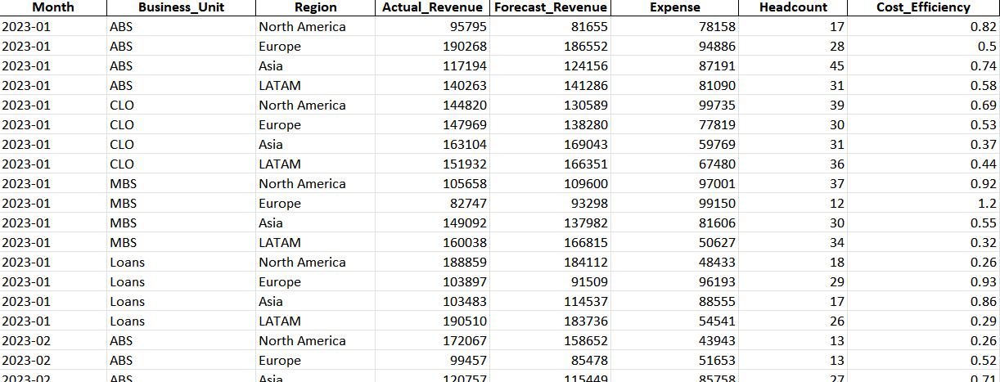 Month Business_Unit Region Actual_Revenue Forecast_Revenue Expense Headcount Cost_Efficiency
2023-01 ABS North America 95795 81655 78158 17 0.82
2023-01 ABS Europe 190268 186552 94886 28 0.5
2023-01 ABS Asia 117194 124156 87191 45 0.74
2023-01 ABS LATAM 140263 141286 81090 31 0.58
2023-01 CLO North America 144820 130589 99735 39 0.69
2023-01 CLO Europe 147969 138280 77819 30 0.53
2023-01 CLO Asia 163104 169043 59769 31 0.37
2023-01 CLO LATAM 151932 166351 67480 36 0.44
2023-01 MBS North America 105658 109600 97001 37 0.92
2023-01 MBS Europe 82747 93298 99150 12 1.2
2023-01 MBS Asia 149092 137982 81606 30 0.55
2023-01 MBS LATAM 160038 166815 50627 34 0.32
2023-01 Loans North America 188859 184112 48433 18 0.26
2023-01 Loans Europe 103897 91509 96193 29 0.93
2023-01 Loans Asia 103483 114537 88555 17 0.86
2023-01 Loans LATAM 190510 183736 54541 26 0.29
2023-02 ABS North America 172067 158652 43943 13 0.26
2023-02 ABS Europe 99457 85478 51653 13 0.52
2023-02 ABS Asia 120757 115449 85758 27 0.71